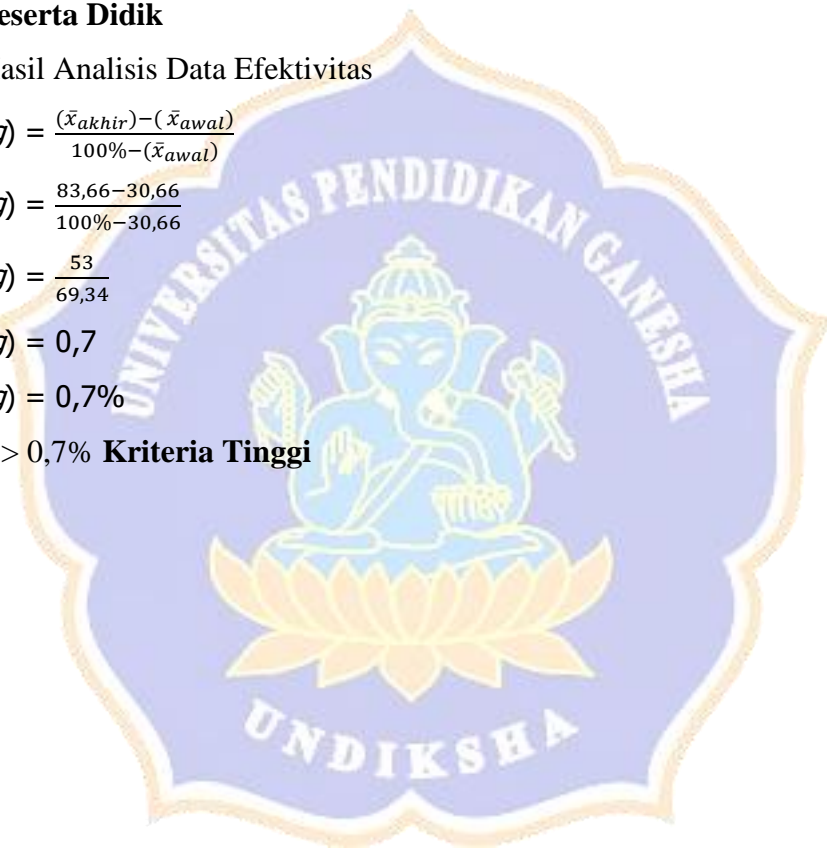 eserta Didik
asil Analisis Data Efektivitas
g) = (x̄akhir)−( x̄awal) / 100%−(x̄awal)
g) = 83,66−30,66 / 100%−30,66
g) = 53 / 69,34
g) = 0,7
g) = 0,7%
> 0,7% Kriteria Tinggi
UNIVERSITAS PENDIDIKAN GANESHA
UNDIKSHA